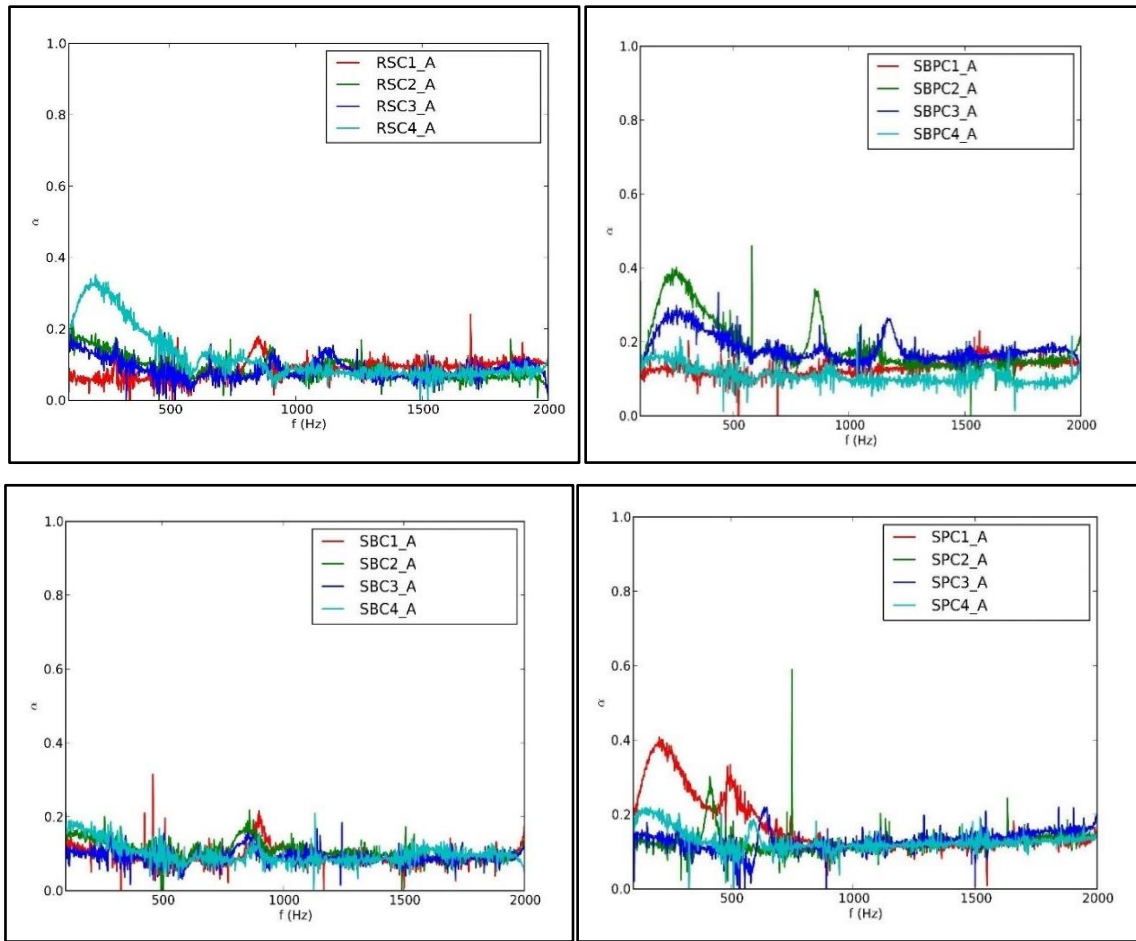 1.0
0.8
0.6
0.4
0.2
0.0
α
500
1000
1500
2000
f (Hz)
RSC1_A
RSC2_A
RSC3_A
RSC4_A
1.0
0.8
0.6
0.4
0.2
0.0
α
500
1000
1500
2000
f (Hz)
SBPC1_A
SBPC2_A
SBPC3_A
SBPC4_A
1.0
0.8
0.6
0.4
0.2
0.0
α
500
1000
1500
2000
f (Hz)
SBC1_A
SBC2_A
SBC3_A
SBC4_A
1.0
0.8
0.6
0.4
0.2
0.0
α
500
1000
1500
2000
f (Hz)
SPC1_A
SPC2_A
SPC3_A
SPC4_A